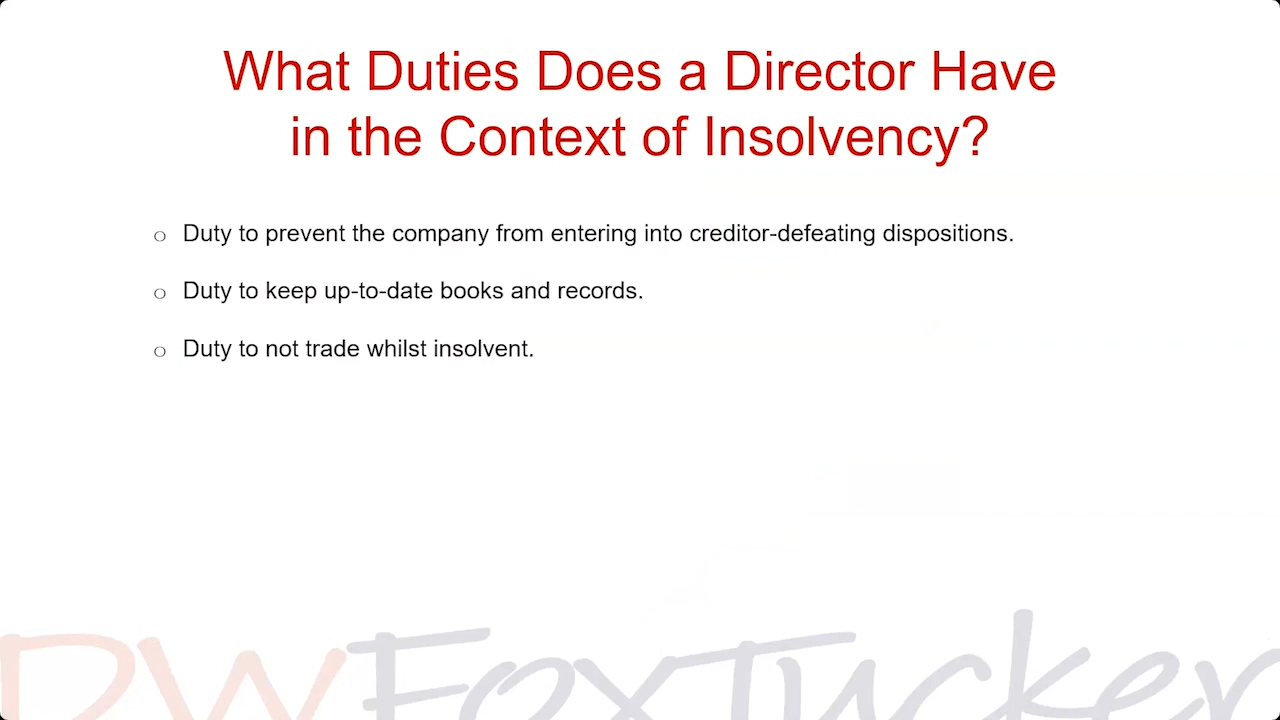 What Duties Does a Director Have
in the Context of Insolvency?
o Duty to prevent the company from entering into creditor-defeating dispositions.
o Duty to keep up-to-date books and records.
o Duty to not trade whilst insolvent.
DWFoxTucker